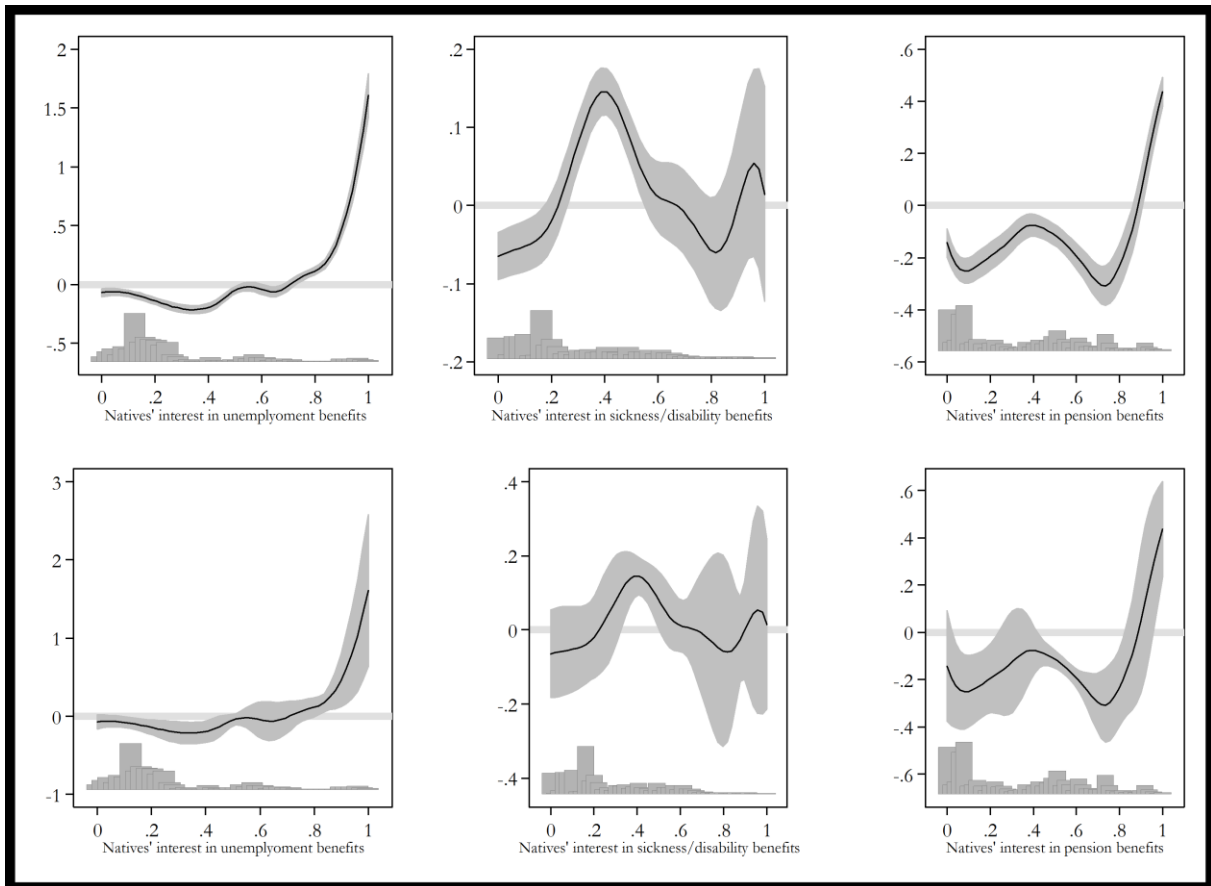 2
1.5
1
.5
0
-.5
0 .2 .4 .6 .8 1
Natives' interest in unemplyoment benefits
.2
.1
0
-.1
-.2
0 .2 .4 .6 .8 1
Natives' interest in sickness/disability benefits
.6
.4
.2
0
-.2
-.4
-.6
0 .2 .4 .6 .8 1
Natives' interest in pension benefits
3
2
1
0
-1
0 .2 .4 .6 .8 1
Natives' interest in unemplyoment benefits
.4
.2
0
-.2
-.4
0 .2 .4 .6 .8 1
Natives' interest in sickness/disability benefits
.6
.4
.2
0
-.2
-.4
-.6
0 .2 .4 .6 .8 1
Natives' interest in pension benefits